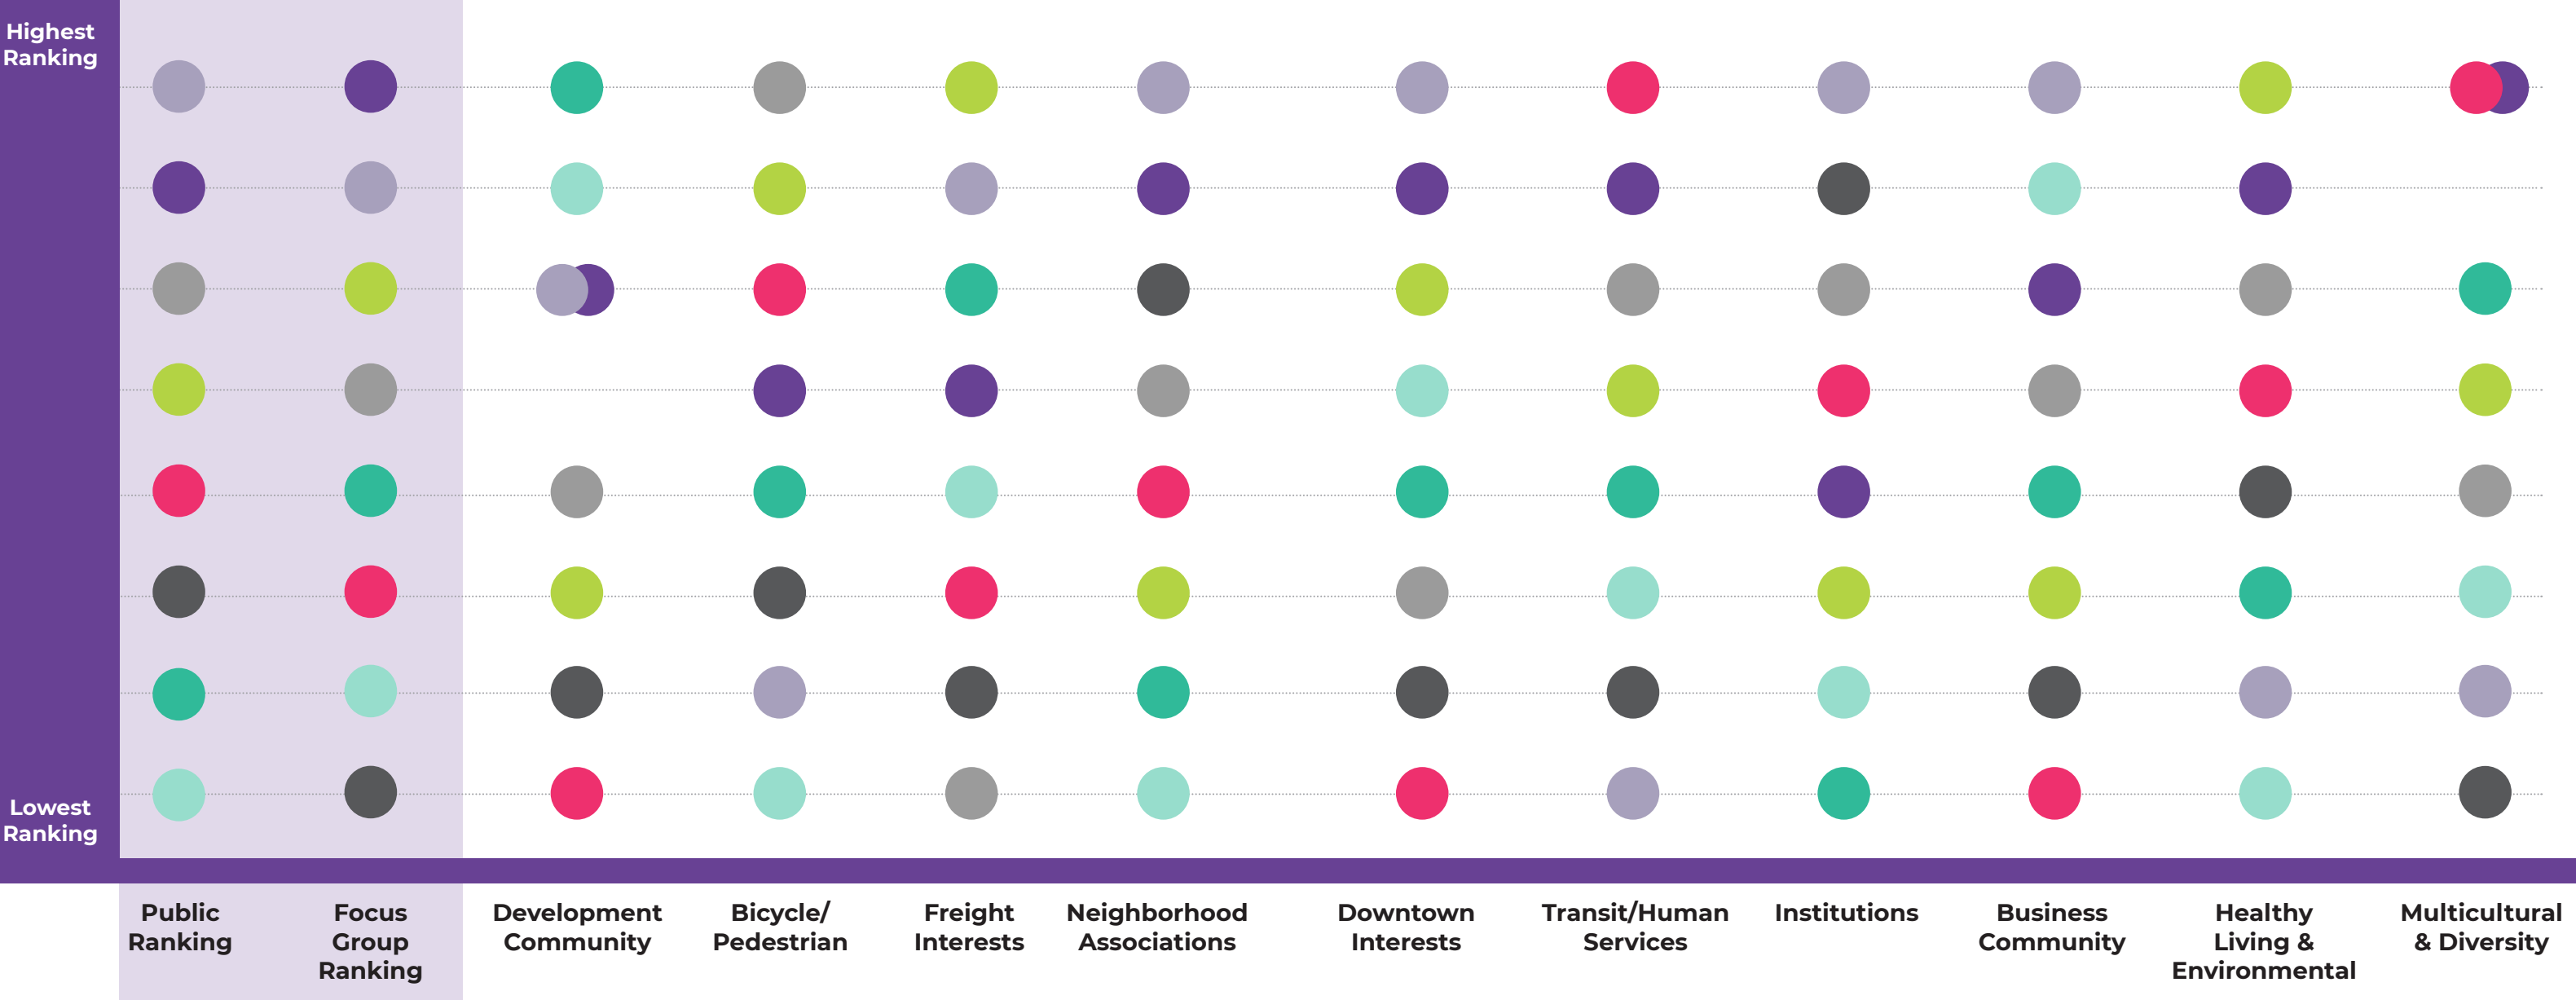 Highest
Ranking
Lowest
Ranking
Public
Ranking
Focus
Group
Ranking
Development
Community
Bicycle/
Pedestrian
Freight
Interests
Neighborhood
Associations
Downtown
Interests
Transit/Human
Services
Institutions
Business
Community
Healthy
Living &
Environmental
Multicultural
& Diversity